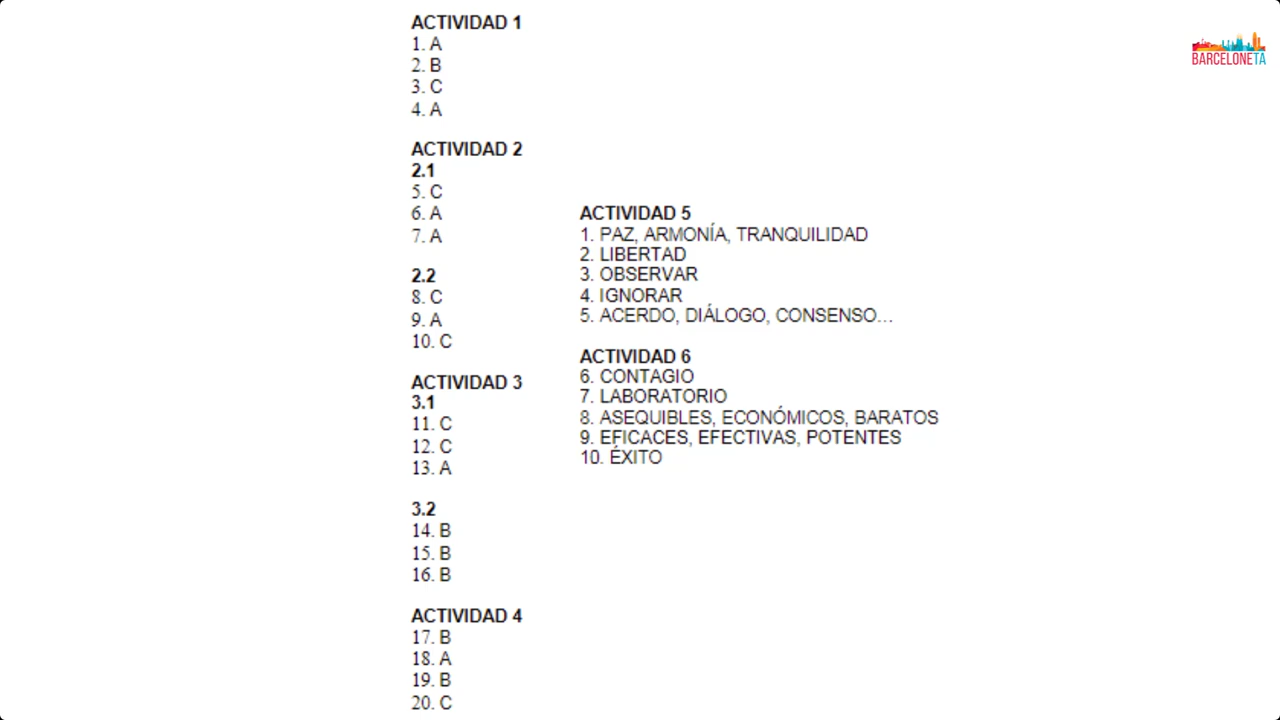 ACTIVIDAD 1
1. A
2. B
3. C
4. A
ACTIVIDAD 2
2.1
5. C
6. A
7. A
2.2
8. C
9. A
10. C
ACTIVIDAD 3
3.1
11. C
12. C
13. A
3.2
14. B
15. B
16. B
ACTIVIDAD 4
17. B
18. A
19. B
20. C
ACTIVIDAD 5
1. PAZ, ARMONÍA, TRANQUILIDAD
2. LIBERTAD
3. OBSERVAR
4. IGNORAR
5. ACERDO, DIÁLOGO, CONSENSO...
ACTIVIDAD 6
6. CONTAGIO
7. LABORATORIO
8. ASEQUIBLES, ECONÓMICOS, BARATOS
9. EFICACES, EFECTIVAS, POTENTES
10. ÉXITO
BARCELONETA